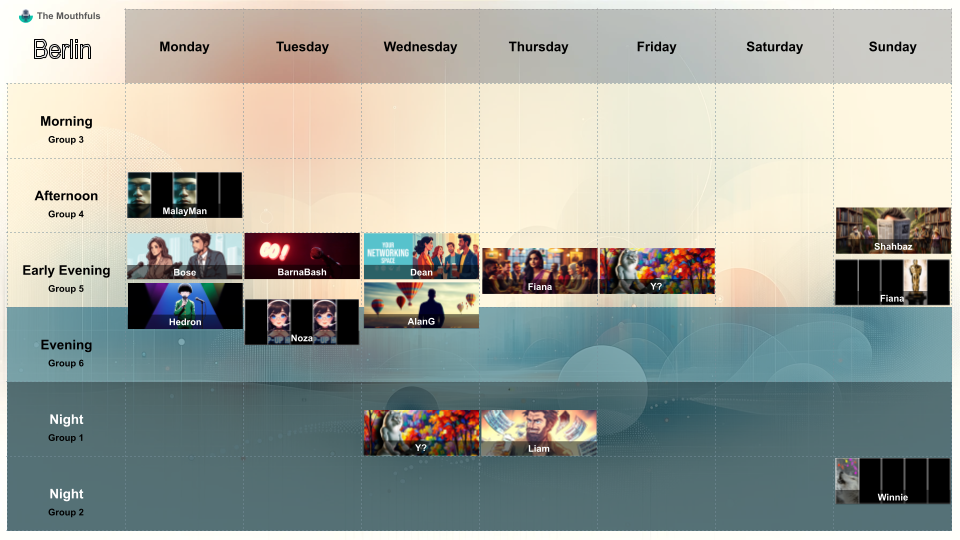 The Mouthfuls
Berlin
Monday
Tuesday
Wednesday
Thursday
Friday
Saturday
Sunday
Morning
Group 3
Afternoon
Group 4
MalayMan
Shahbaz
Early Evening
Group 5
Bose
BarnaBash
YOUR
NETWORKING
SPACE
Dean
Fiana
Y?
Fiana
Hedron
Noza
AlanG
Evening
Group 6
Night
Group 1
Y?
Liam
Night
Group 2
Winnie